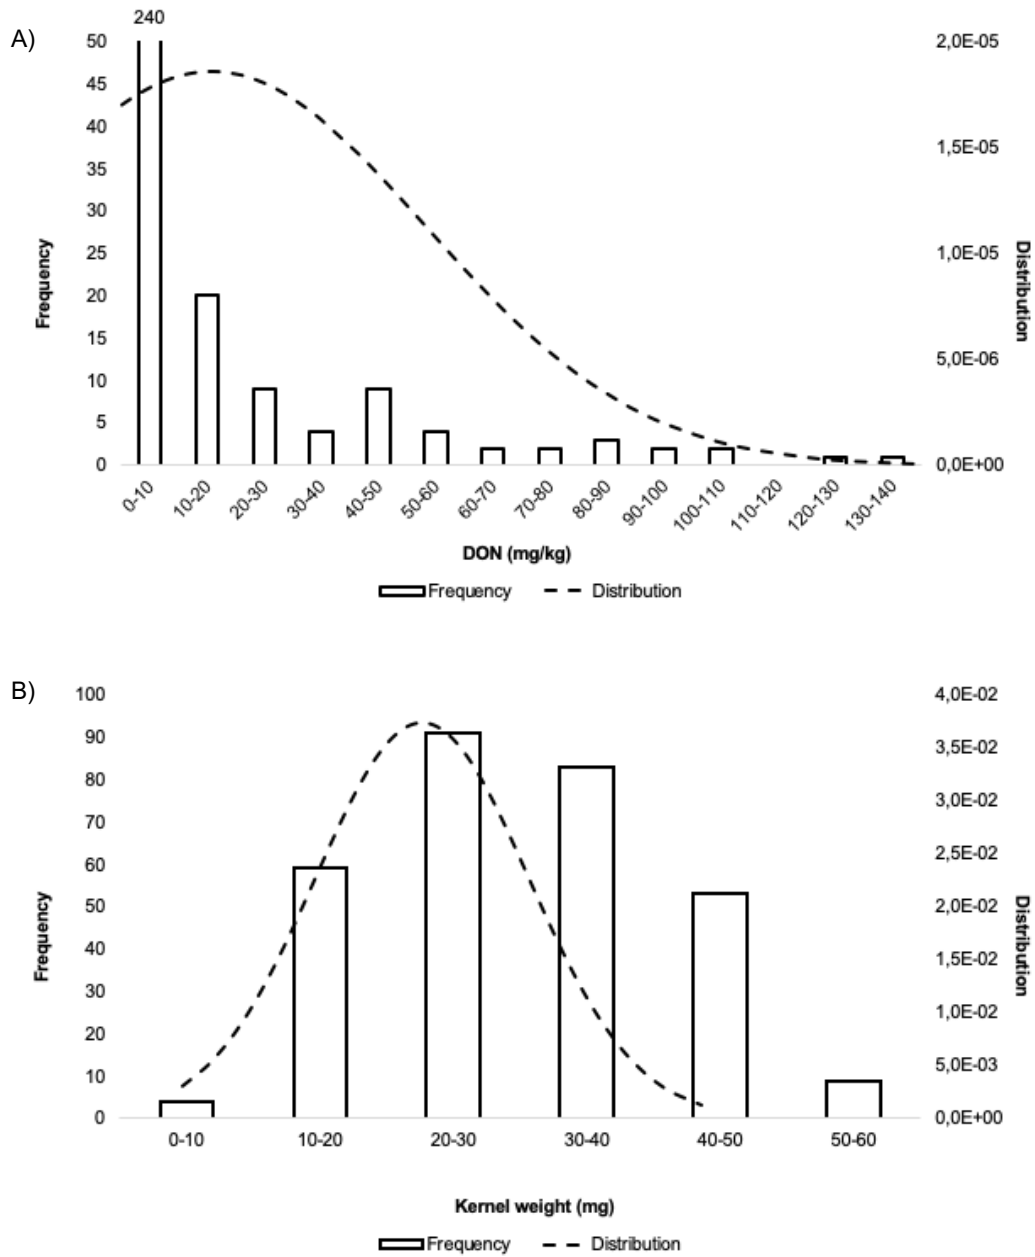 A)
240
50
45
40
35
30
25
20
15
10
5
0
Frequency
2,0E-05
1,5E-05
1,0E-05
5,0E-06
0,0E+00
Distribution
0-10 10-20 20-30 30-40 40-50 50-60 60-70 70-80 80-90 90-100 100-110 110-120 120-130 130-140
DON (mg/kg)
Frequency Distribution
B)
100
90
80
70
60
50
40
30
20
10
0
Frequency
4,0E-02
3,5E-02
3,0E-02
2,5E-02
2,0E-02
1,5E-02
1,0E-02
5,0E-03
0,0E+00
Distribution
0-10 10-20 20-30 30-40 40-50 50-60
Kernel weight (mg)
Frequency Distribution